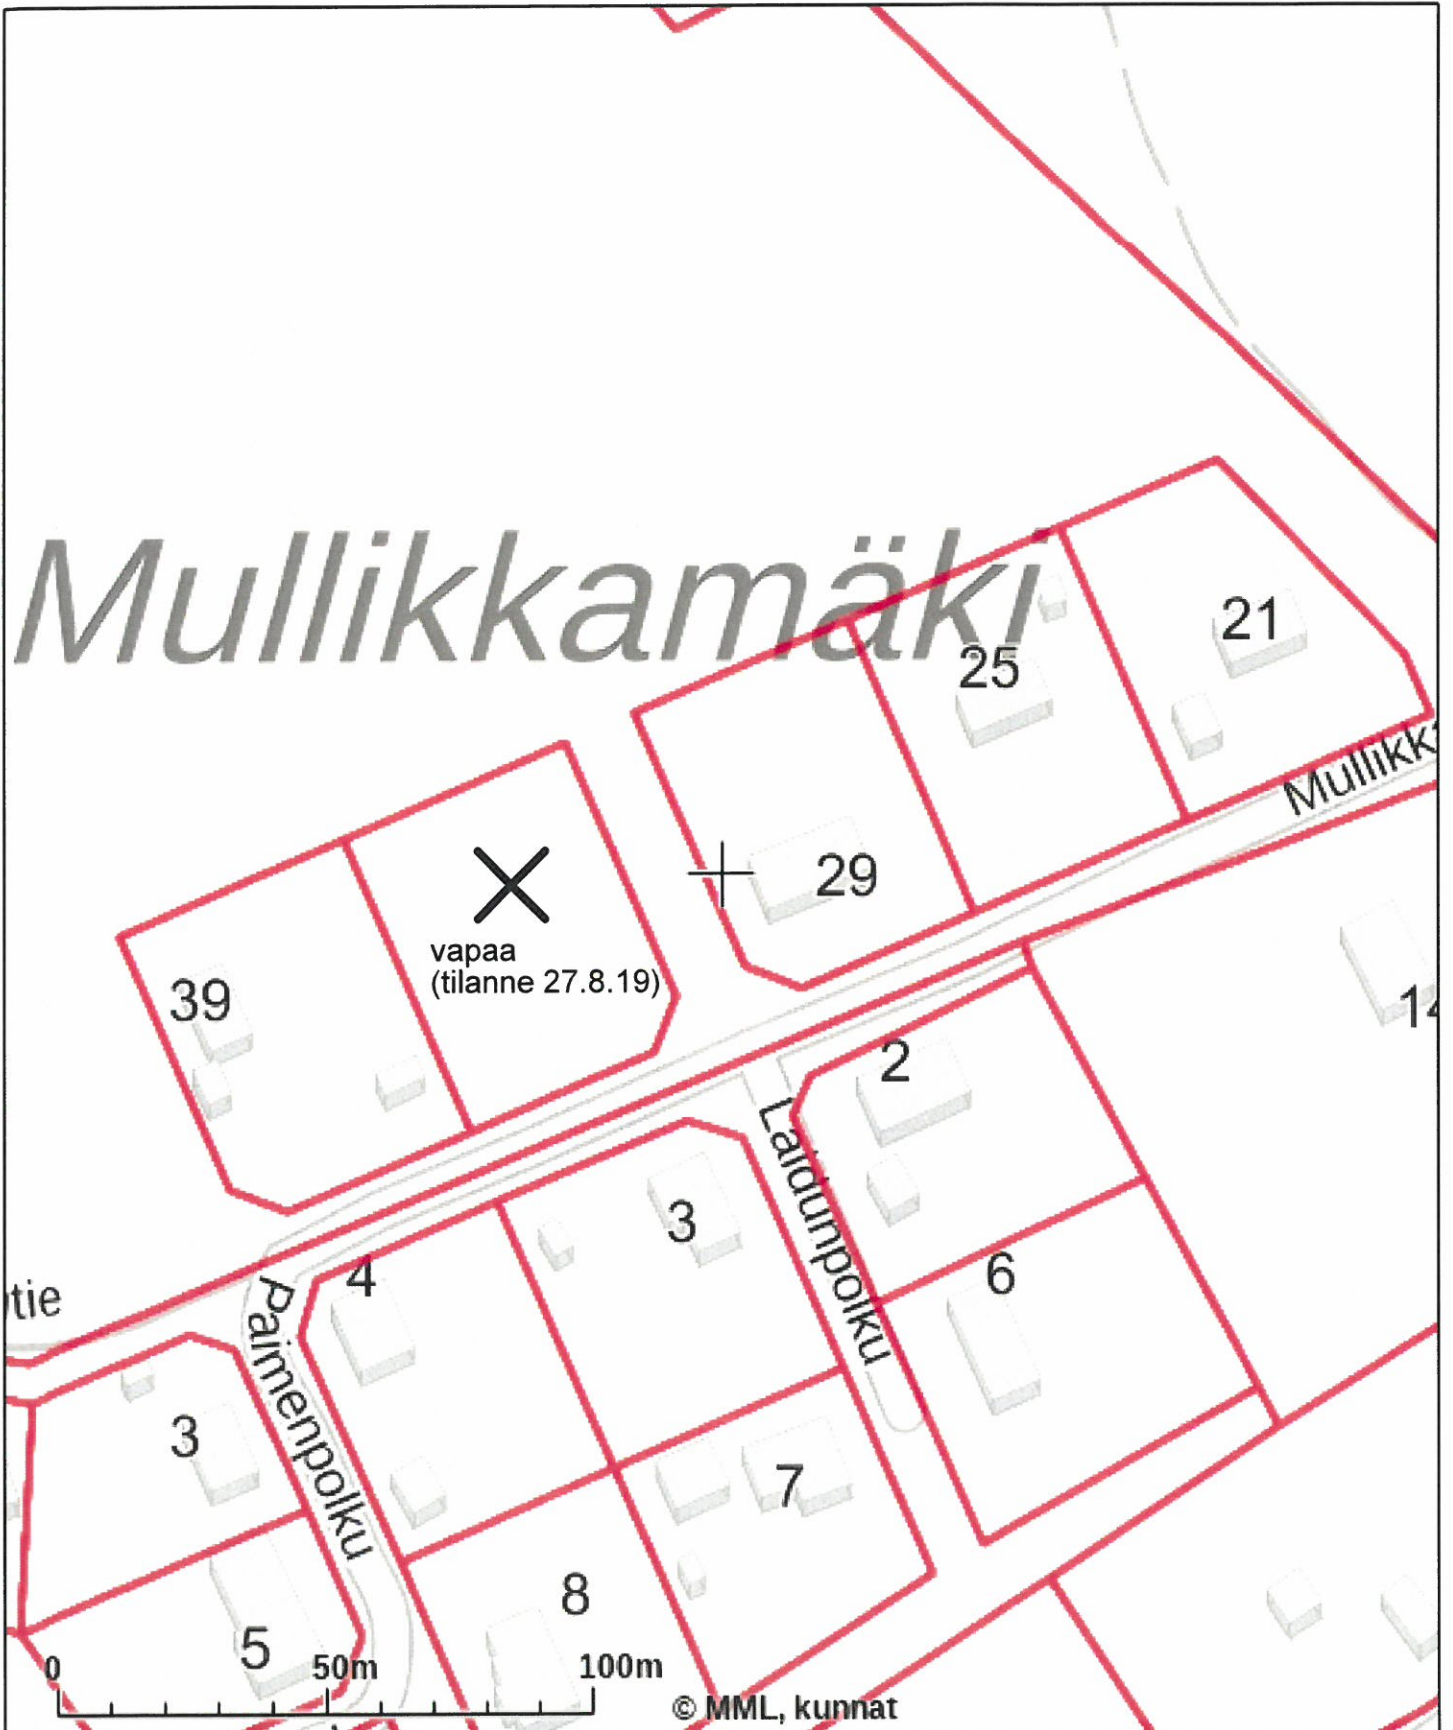 Mullikkamäki
21
25
Mullikk
29
vapaa
(tilanne 27.8.19)
39
14
2
Laidunpolku
3
6
4
tie
Paimenpolku
3
7
8
5
0 50m 100m
© MML, kunnat